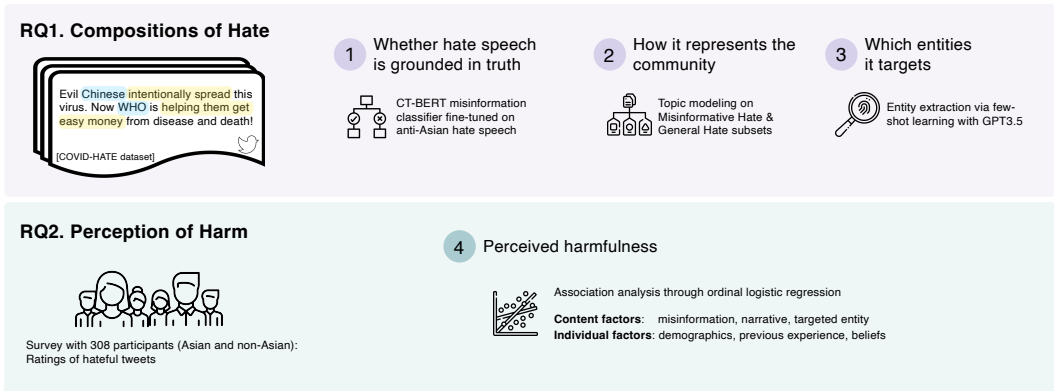 RQ1. Compositions of Hate
Evil Chinese intentionally spread this
virus. Now WHO is helping them get
easy money from disease and death!
[COVID-HATE dataset]
1
Whether hate speech
is grounded in truth
CT-BERT misinformation
classifier fine-tuned on
anti-Asian hate speech
2
How it represents the
community
Topic modeling on
Misinformative Hate &
General Hate subsets
3
Which entities
it targets
Entity extraction via few-
shot learning with GPT3.5
RQ2. Perception of Harm
Survey with 308 participants (Asian and non-Asian):
Ratings of hateful tweets
4
Perceived harmfulness
Association analysis through ordinal logistic regression
Content factors: misinformation, narrative, targeted entity
Individual factors: demographics, previous experience, beliefs